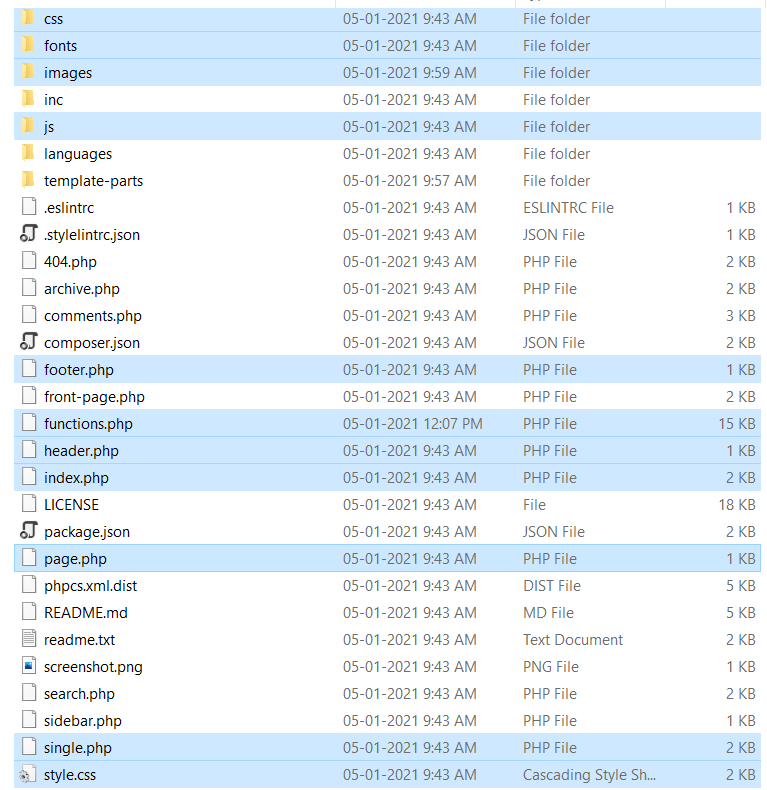 css 05-01-2021 9:43 AM File folder
fonts 05-01-2021 9:43 AM File folder
images 05-01-2021 9:59 AM File folder
inc 05-01-2021 9:43 AM File folder
js 05-01-2021 9:43 AM File folder
languages 05-01-2021 9:43 AM File folder
template-parts 05-01-2021 9:57 AM File folder
.eslintrc 05-01-2021 9:43 AM ESLINTRC File 1 KB
.stylelintrc.json 05-01-2021 9:43 AM JSON File 1 KB
404.php 05-01-2021 9:43 AM PHP File 2 KB
archive.php 05-01-2021 9:43 AM PHP File 2 KB
comments.php 05-01-2021 9:43 AM PHP File 3 KB
composer.json 05-01-2021 9:43 AM JSON File 2 KB
footer.php 05-01-2021 9:43 AM PHP File 1 KB
front-page.php 05-01-2021 9:43 AM PHP File 2 KB
functions.php 05-01-2021 12:07 PM PHP File 15 KB
header.php 05-01-2021 9:43 AM PHP File 1 KB
index.php 05-01-2021 9:43 AM PHP File 2 KB
LICENSE 05-01-2021 9:43 AM File 18 KB
package.json 05-01-2021 9:43 AM JSON File 2 KB
page.php 05-01-2021 9:43 AM PHP File 1 KB
phpcs.xml.dist 05-01-2021 9:43 AM DIST File 5 KB
README.md 05-01-2021 9:43 AM MD File 5 KB
readme.txt 05-01-2021 9:43 AM Text Document 2 KB
screenshot.png 05-01-2021 9:43 AM PNG File 1 KB
search.php 05-01-2021 9:43 AM PHP File 2 KB
sidebar.php 05-01-2021 9:43 AM PHP File 1 KB
single.php 05-01-2021 9:43 AM PHP File 2 KB
style.css 05-01-2021 9:43 AM Cascading Style Sh... 2 KB